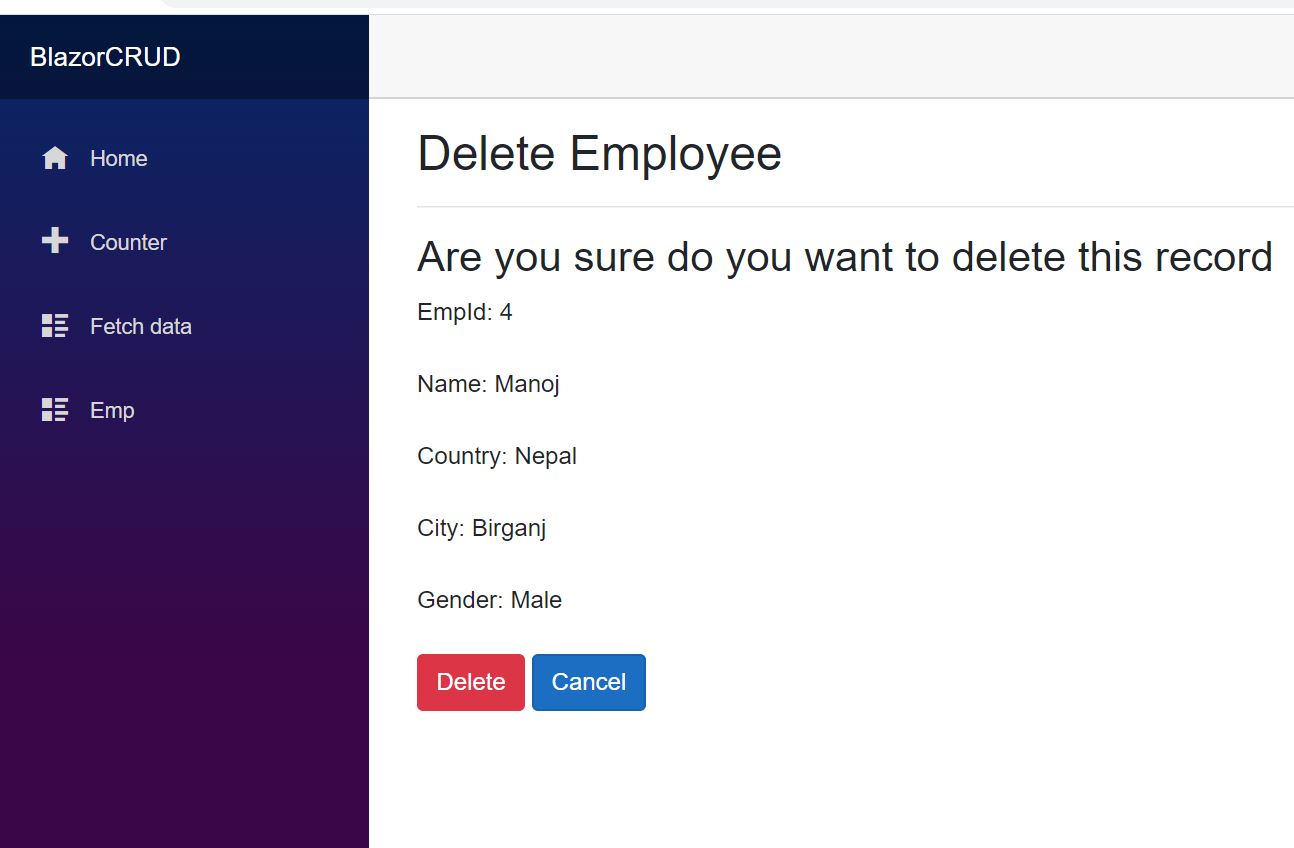 BlazorCRUD
Home
Counter
Fetch data
Emp
Delete Employee
Are you sure do you want to delete this record
EmpId: 4
Name: Manoj
Country: Nepal
City: Birganj
Gender: Male
Delete Cancel